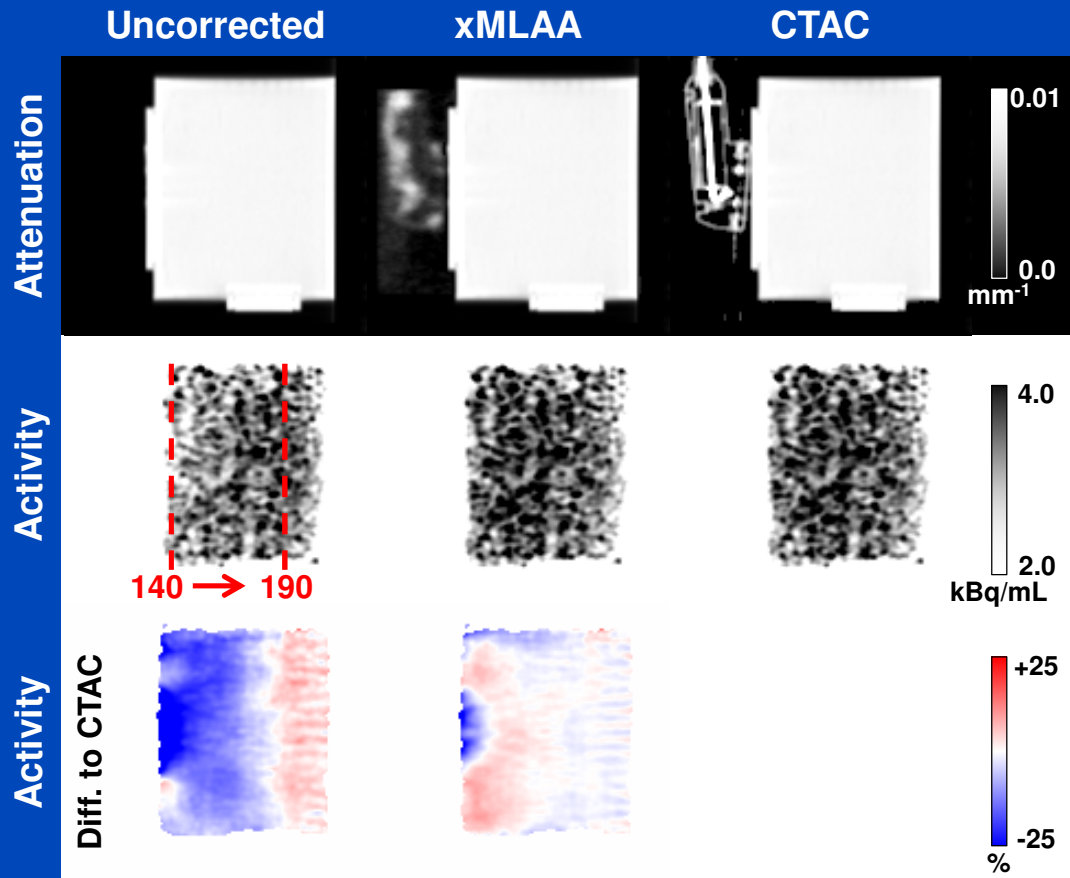 Uncorrected xMLAA CTAC
Attenuation
0.01
0.0
mm-1
Activity
4.0
2.0
kBq/mL
140 → 190
Activity
Diff. to CTAC
+25
-25
%